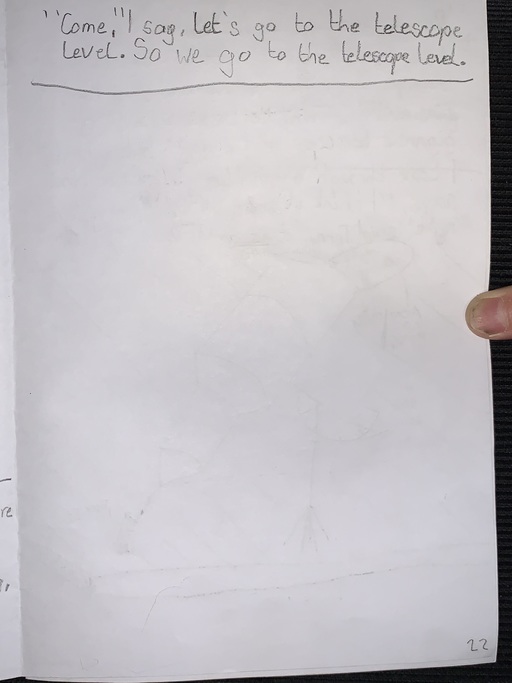 "Come," I say, Let's go to the telescope
level. So we go to the telescope level.
re
22